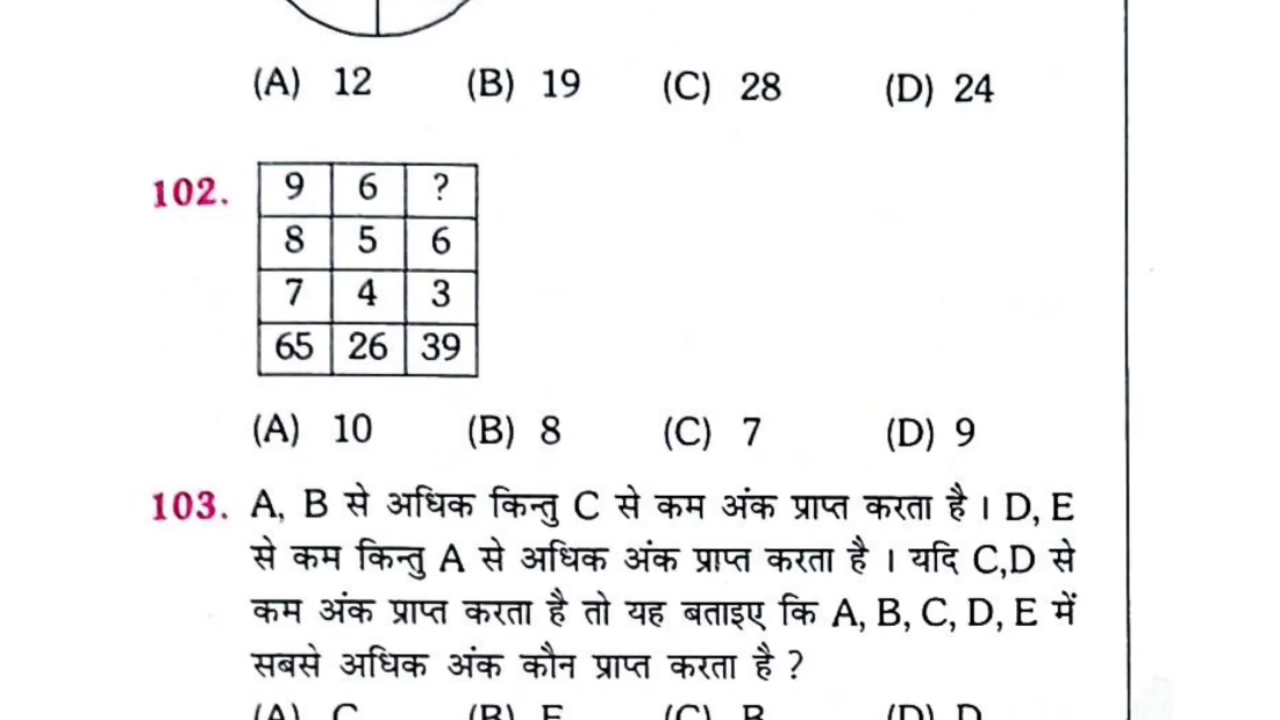 (A) 12 (B) 19 (C) 28 (D) 24
102. 9 6 ?
8 5 6
7 4 3
65 26 39
(A) 10 (B) 8 (C) 7 (D) 9
103. A, B से अधिक किन्तु C से कम अंक प्राप्त करता है । D, E
से कम किन्तु A से अधिक अंक प्राप्त करता है । यदि C,D से
कम अंक प्राप्त करता है तो यह बताइए कि A, B, C, D, E में
सबसे अधिक अंक कौन प्राप्त करता है ?
(A) C (B) E (C) B (D) D